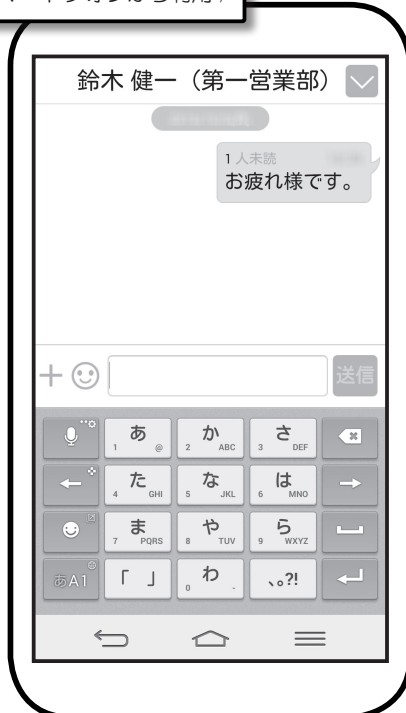 鈴木 健一（第一営業部）
1人未読
お疲れ様です。
送信
あ 1 @
か 2 ABC
さ 3 DEF
た 4 GHI
な 5 JKL
は 6 MNO
ま 7 PQRS
や 8 TUV
ら 9 WXYZ
あA1
「 」
わ 0 -
､｡?!